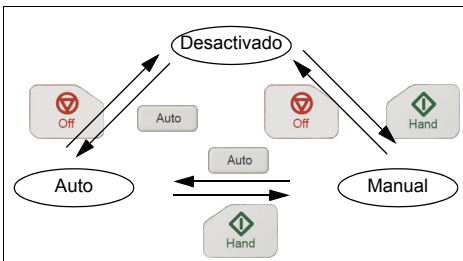 Desactivado
Off
Auto
Off
Hand
Auto
Auto
Manual
Hand